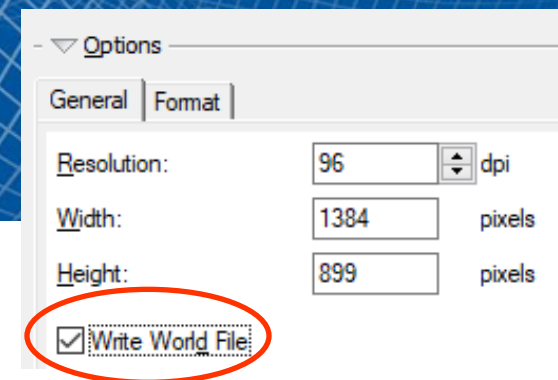 Options
General Format
Resolution: 96 dpi
Width: 1384 pixels
Height: 899 pixels
Write World File